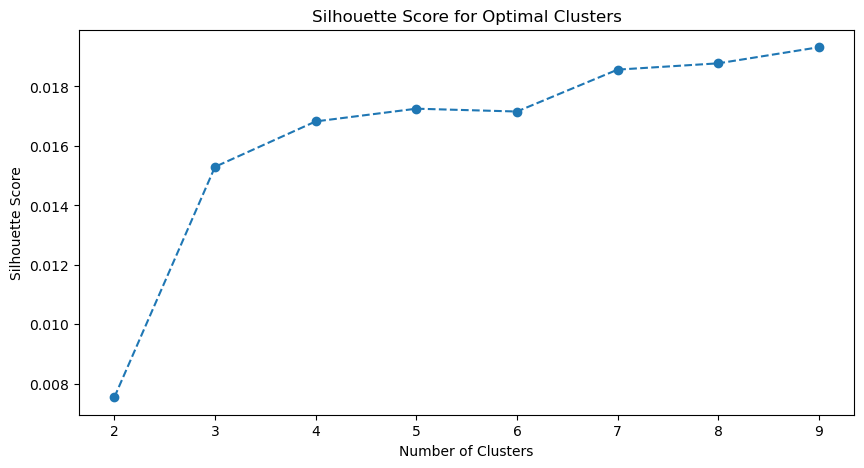 Silhouette Score for Optimal Clusters
Silhouette Score
0.018
0.016
0.014
0.012
0.010
0.008
2 3 4 5 6 7 8 9
Number of Clusters